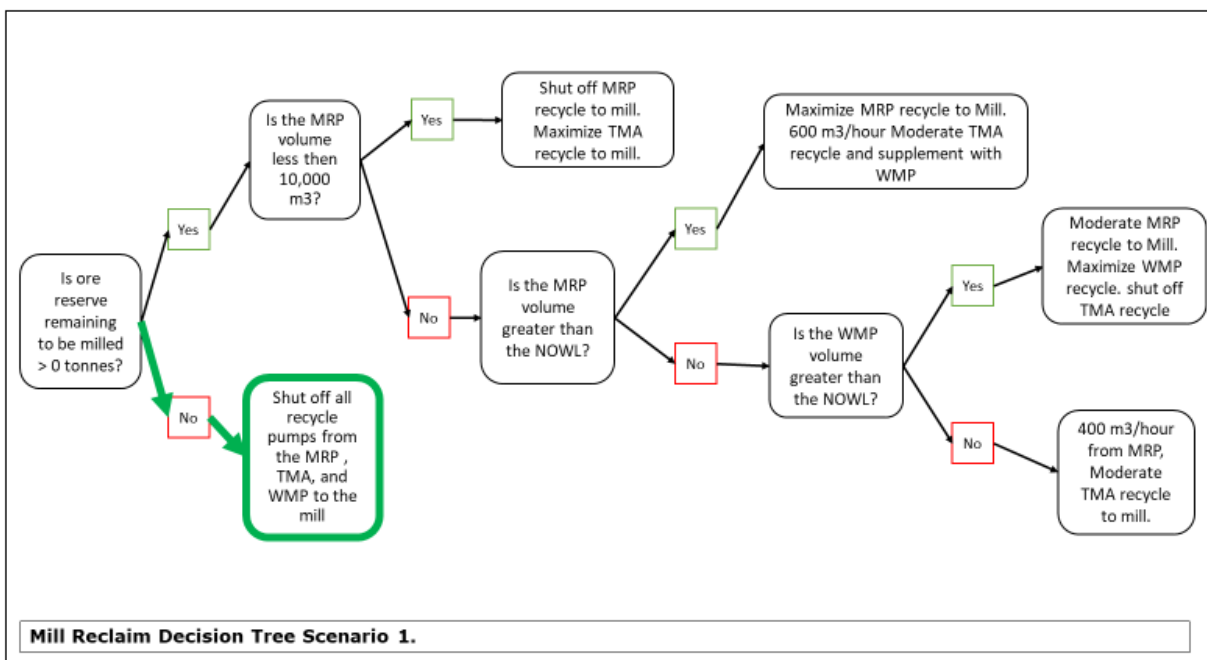 Is ore
reserve
remaining
to be milled
> 0 tonnes?
Yes
Is the MRP
volume
less then
10,000
m3?
Yes
Shut off MRP
recycle to mill.
Maximize TMA
recycle to mill.
No
Is the MRP
volume
greater than
the NOWL?
Yes
Maximize MRP recycle to Mill.
600 m3/hour Moderate TMA
recycle and supplement with
WMP
No
Is the WMP
volume
greater than
the NOWL?
Yes
Moderate MRP
recycle to Mill.
Maximize WMP
recycle. shut off
TMA recycle
No
400 m3/hour
from MRP,
Moderate
TMA recycle
to mill.
No
Shut off all
recycle
pumps from
the MRP ,
TMA, and
WMP to the
mill
Mill Reclaim Decision Tree Scenario 1.